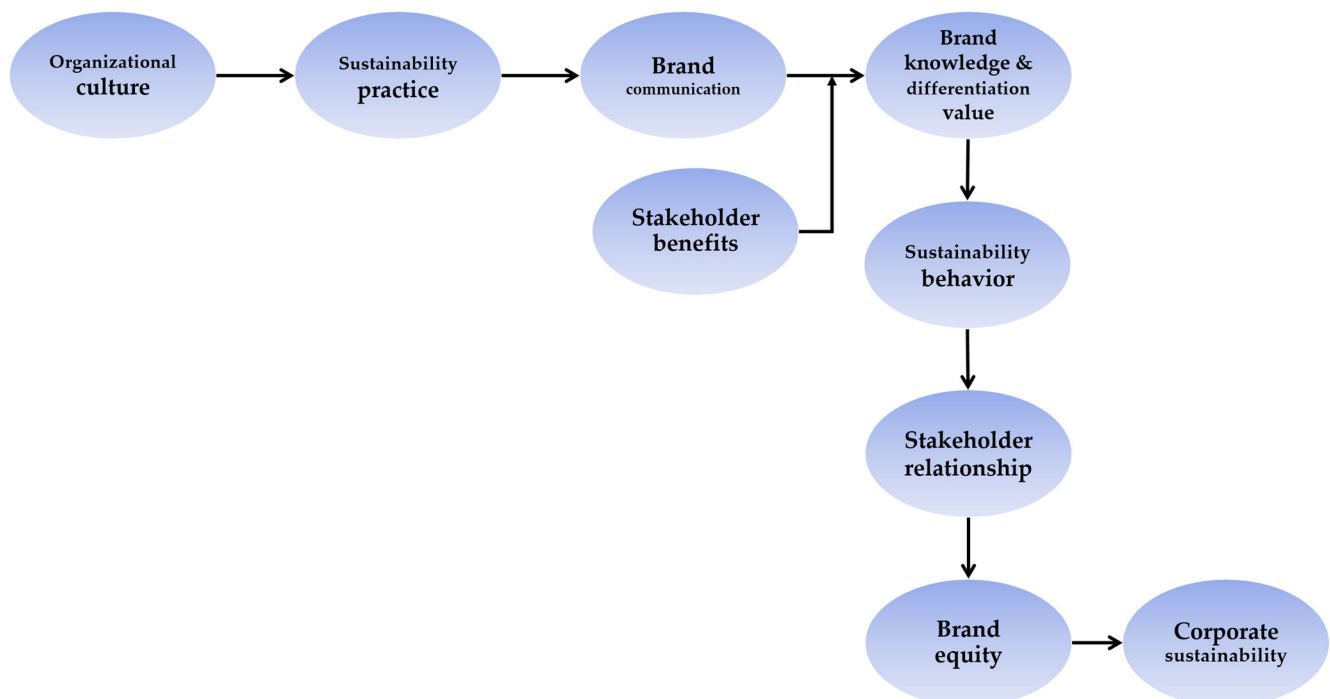 Organizational
culture
Sustainability
practice
Brand
communication
Brand
knowledge &
differentiation
value
Stakeholder
benefits
Sustainability
behavior
Stakeholder
relationship
Brand
equity
Corporate
sustainability